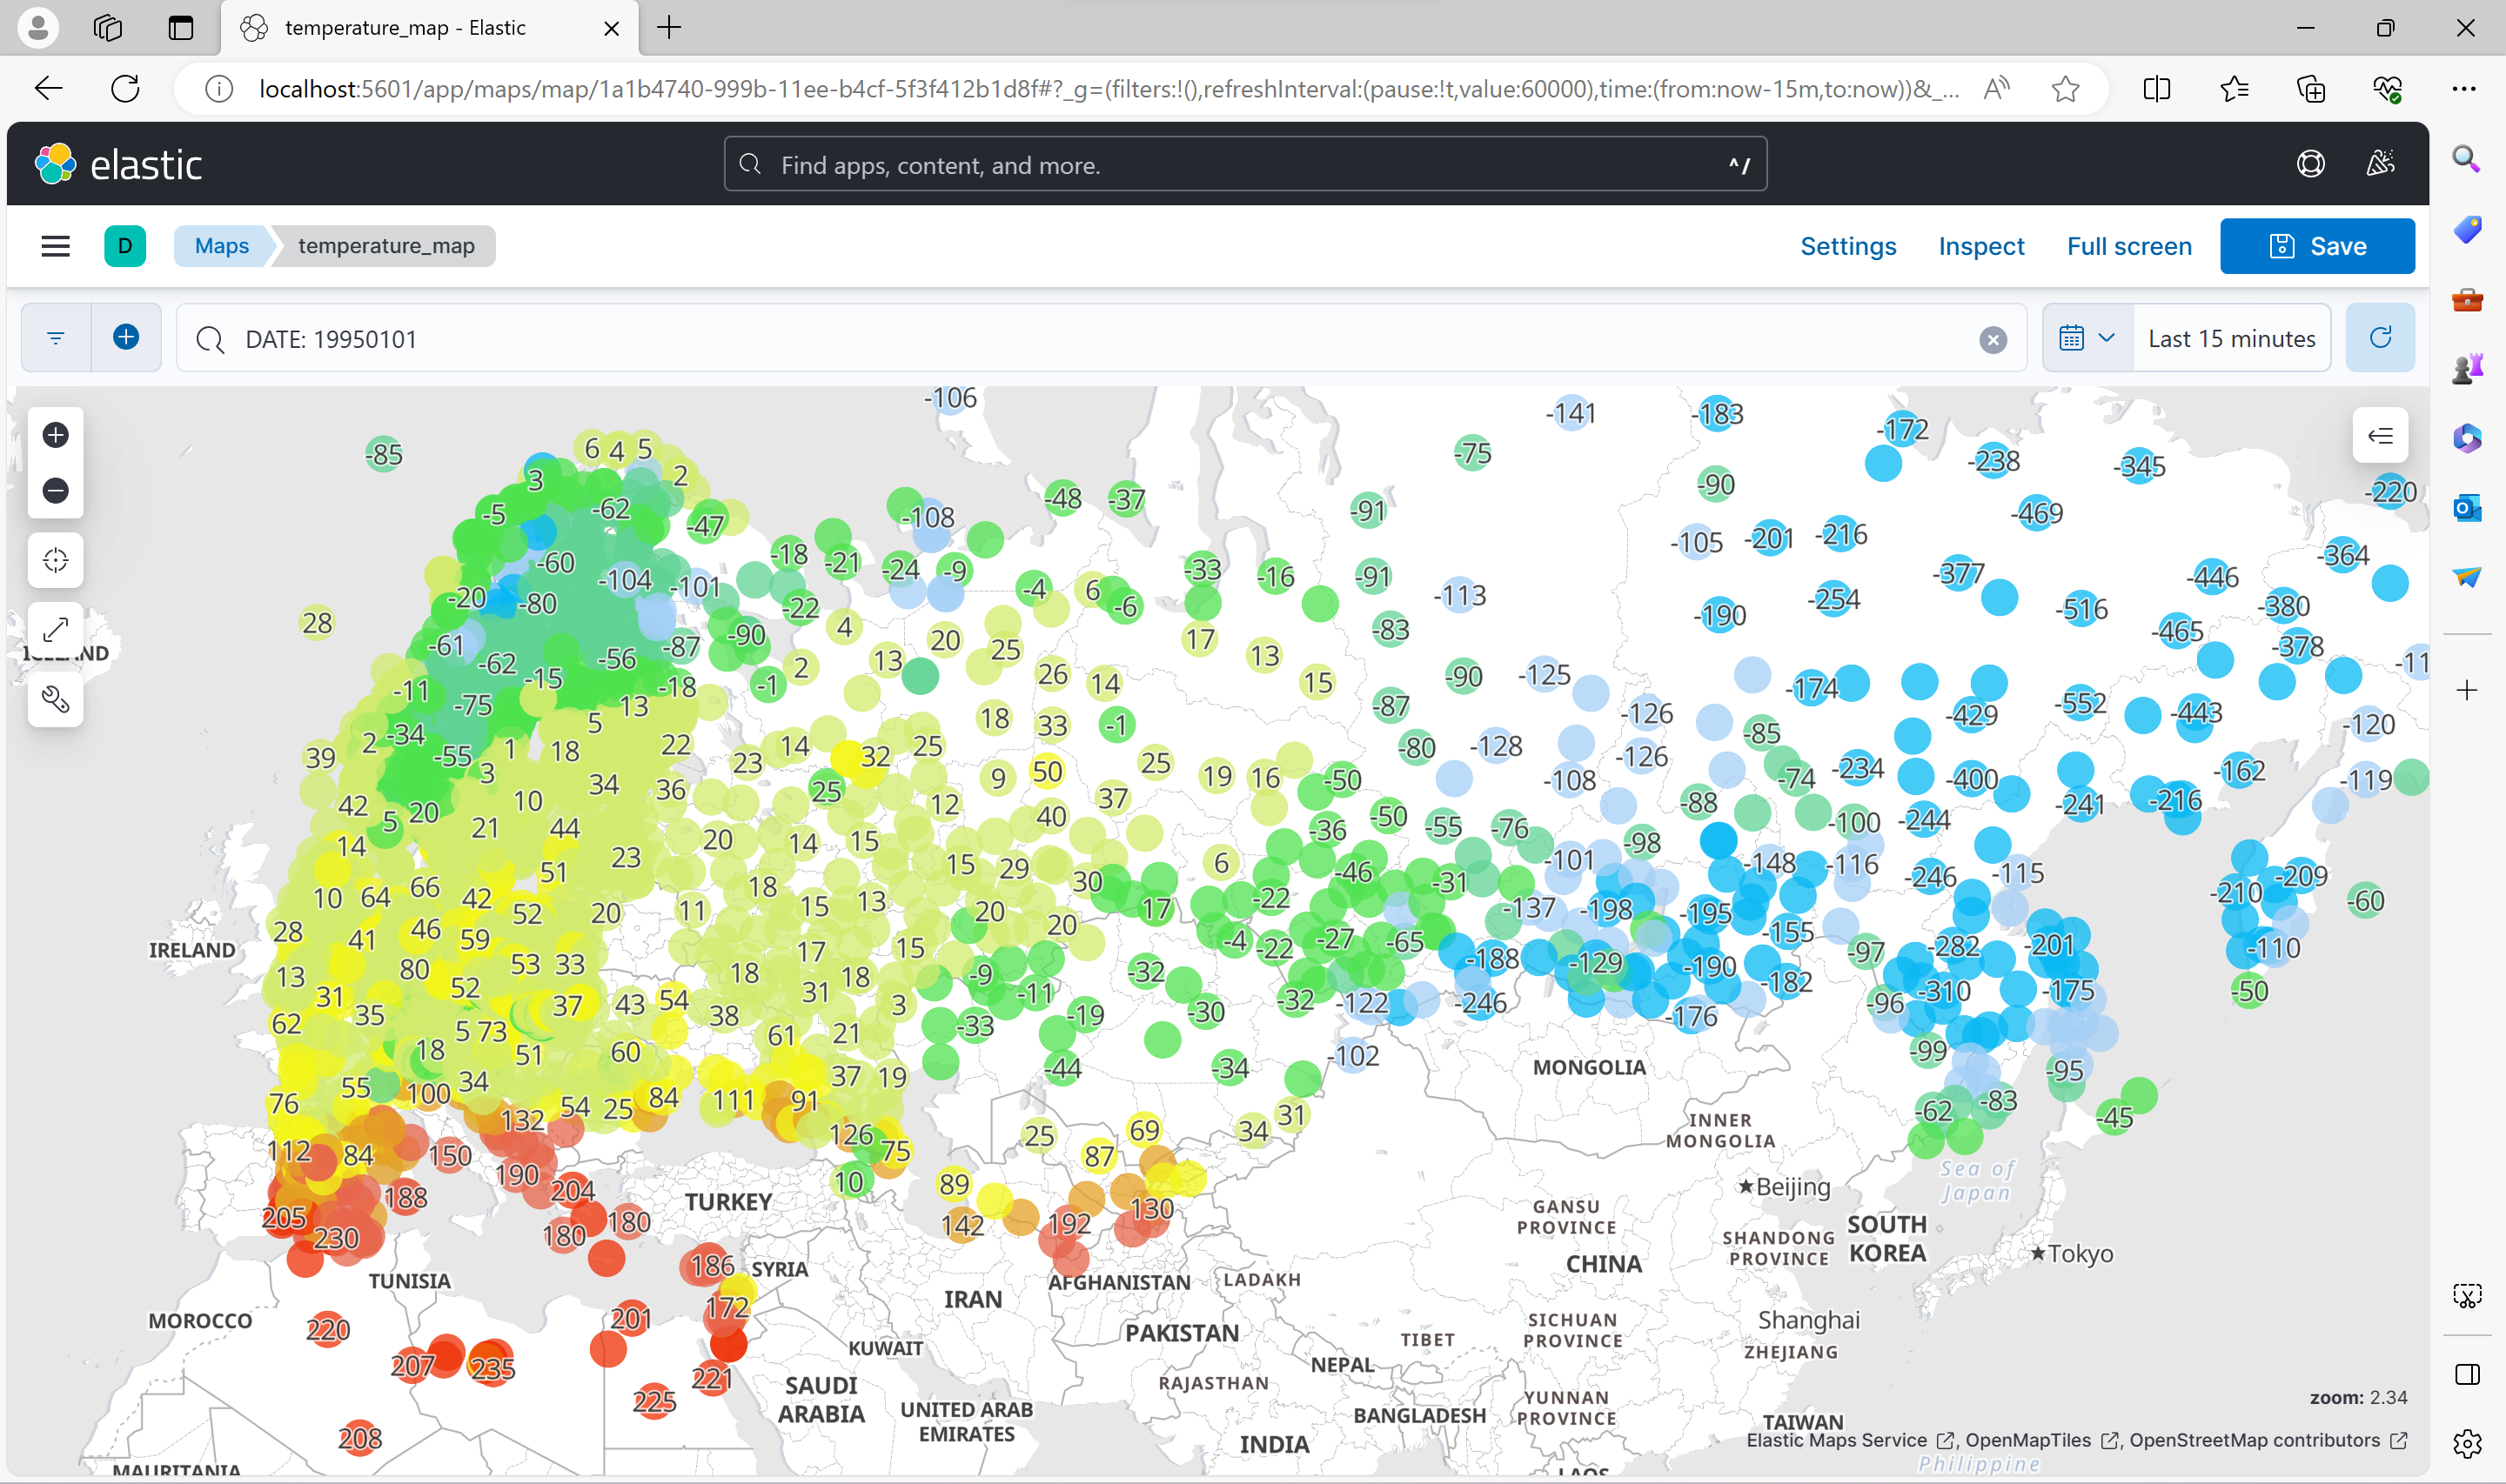 temperature_map - Elastic
localhost:5601/app/maps/map/1a1b4740-999b-11ee-b4cf-5f3f412b1d8f#?_g=(filters:!(),refreshInterval:(pause:!t,value:60000),time:(from:now-15m,to:now))&_...
elastic
Find apps, content, and more.
^ /
D
Maps
temperature_map
Settings
Inspect
Full screen
Save
DATE: 19950101
Last 15 minutes
-106
-141 -183
-172
-85 6 4 5 -75 -238 -345
3 2 -90 -220
-5 -62 -47 -108 -48 -37 -91 -469
-105 -201 -216
-60 -18 -21 -24 -9 -33 -16 -91 -377 -446 -364
-104 -101 -4 6 -6 -113 -254
-20 -80 -22 -190 -516 -380
28 4 17 -83 -465
-61 -87 -90 20 25 13 -378
ICELAND
-62 -56 13 2 26 14 15 -90 -125 -11
-11 -15 -18 -1 -174
-75 13 18 33 -1 -87 -126 -429 -552 -443
2 -34 5 -85 -120
39 -55 1 18 22 23 14 32 25 -80 -128 -126
3 34 36 9 50 25 19 16 -50 -108 -74 -234 -400 -162 -119
42 10 25 12 37 -88 -241 -216
5 20 21 44 40 -36 -50 -55 -76 -100 -244
14 23 20 14 15 -98
51 15 29 6 -46 -101 -148 -116 -246 -115
10 64 66 42 18 30 -22 -31 -210 -209
52 20 11 15 13 20 17 -137 -198 -195 -60
28 41 46 59 20 -4 -22 -27 -65 -155
IRELAND
17 15 -97 -282 -201 -110
13 80 53 33 18 18 -9 -32 -188 -129 -190 -182
31 52 37 43 54 31 3 -11 -32 -122 -246 -96 -310 -175 -50
62 35 38 -33 -19 -30 -176
5 73 61 21
18 51 60 -44 -34 -102 -99
MONGOLIA
55 100 34 37 19 -95
76 132 54 25 84 111 91 31 -62 -83 -45
INNER
MONGOLIA
112 84 150 126 75 25 69 34
87
190 188 204 10 89
Sea of
Japan
TURKEY
Beijing
205 230 180 180 142 192 130
GANSU
PROVINCE
SOUTH
KOREA
SHANDONG
PROVINCE
Tokyo
186
SYRIA
TUNISIA
AFGHANISTAN
LADAKH
CHINA
IRAN
172
MOROCCO
220 201
PAKISTAN
TIBET
SICHUAN
PROVINCE
Shanghai
ZHEJIANG
KUWAIT
NEPAL
207 235 221
RAJASTHAN
SAUDI
ARABIA
225
UNITED ARAB
EMIRATES
BANGLADESH
YUNNAN
PROVINCE
TAIWAN
zoom: 2.34
208
INDIA
Elastic Maps Service , OpenMapTiles , OpenStreetMap contributors
Philippine
MAURITANIA
LAOS